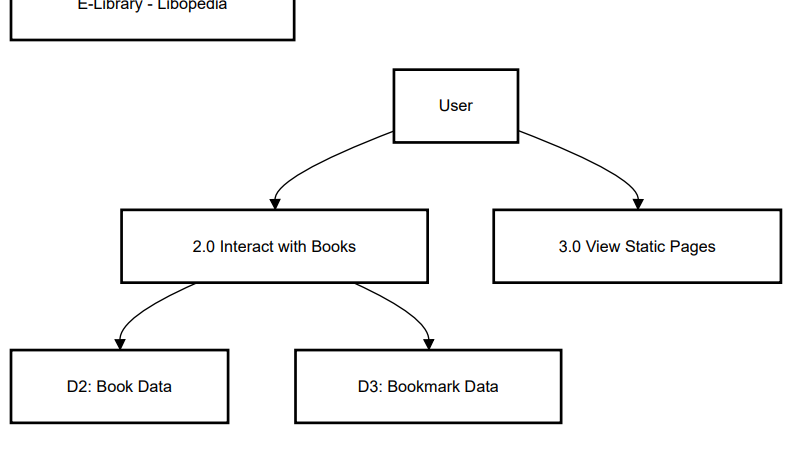 E-Library - Libopedia
User
2.0 Interact with Books
3.0 View Static Pages
D2: Book Data
D3: Bookmark Data